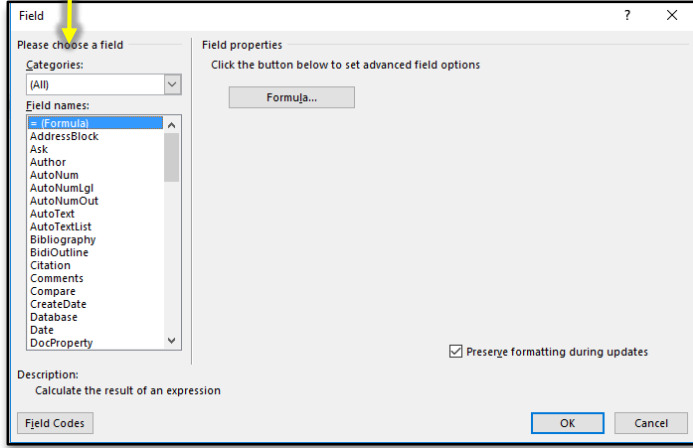 Field
?
Please choose a field
Categories:
(All)
Field names:
= (Formula)
AddressBlock
Ask
Author
AutoNum
AutoNumLgl
AutoNumOut
AutoText
AutoTextList
Bibliography
BidiOutline
Citation
Comments
Compare
CreateDate
Database
Date
DocProperty
Field properties
Click the button below to set advanced field options
Formula...
Preserve formatting during updates
Description:
Calculate the result of an expression
Field Codes
OK
Cancel